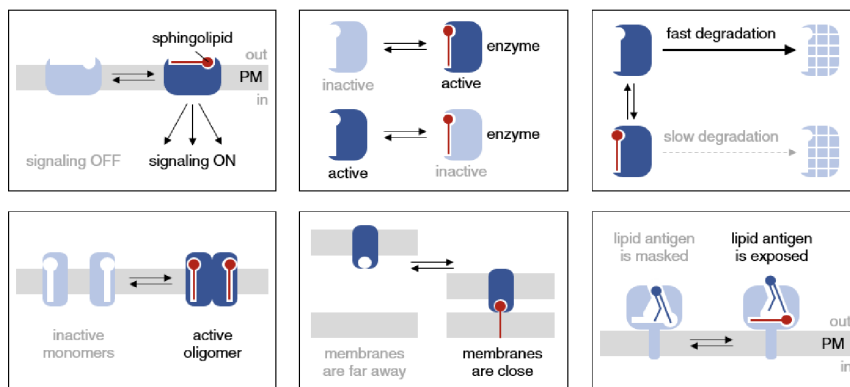 sphingolipid
out
PM
in
signaling OFF
signaling ON
inactive
enzyme
active
enzyme
active
inactive
fast degradation
slow degradation
inactive
monomers
active
oligomer
membranes
are far away
membranes
are close
lipid antigen
is masked
lipid antigen
is exposed
out
PM
in